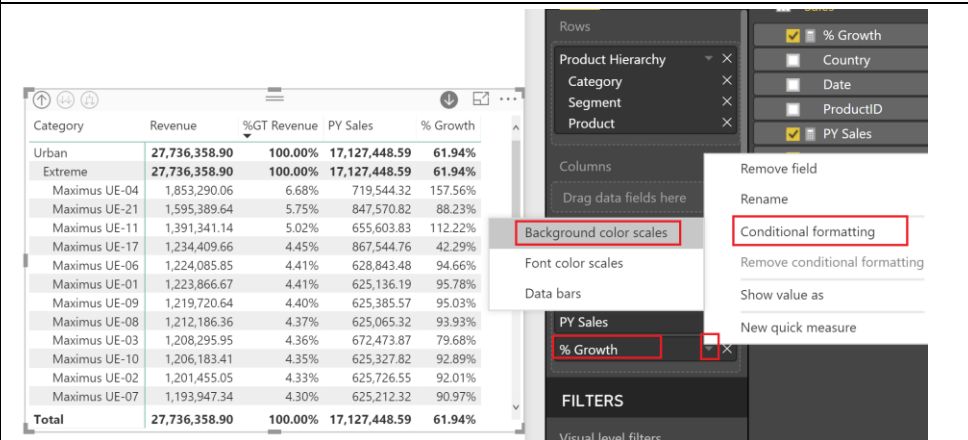 Category Revenue %GT Revenue PY Sales % Growth
Urban 27,736,358.90 100.00% 17,127,448.59 61.94%
Extreme 27,736,358.90 100.00% 17,127,448.59 61.94%
Maximus UE-04 1,853,290.06 6.68% 719,544.32 157.56%
Maximus UE-21 1,595,389.64 5.75% 847,570.82 88.23%
Maximus UE-11 1,391,341.14 5.02% 655,603.83 112.22%
Maximus UE-17 1,234,409.66 4.45% 867,544.76 42.29%
Maximus UE-06 1,224,085.85 4.41% 628,843.48 94.66%
Maximus UE-01 1,223,866.67 4.41% 625,136.19 95.78%
Maximus UE-09 1,219,720.64 4.40% 625,385.57 95.03%
Maximus UE-08 1,212,186.36 4.37% 625,065.32 93.93%
Maximus UE-03 1,208,295.95 4.36% 672,473.87 79.68%
Maximus UE-10 1,206,183.41 4.35% 625,327.82 92.89%
Maximus UE-02 1,201,455.05 4.33% 625,726.55 92.01%
Maximus UE-07 1,193,947.34 4.30% 625,212.32 90.97%
Total 27,736,358.90 100.00% 17,127,448.59 61.94%
Rows
Product Hierarchy
Category
Segment
Product
Columns
Drag data fields here
Background color scales
Font color scales
Data bars
PY Sales
% Growth
FILTERS
Visual level filters
Sales
% Growth
Country
Date
ProductID
PY Sales
Remove field
Rename
Conditional formatting
Remove conditional formatting
Show value as
New quick measure